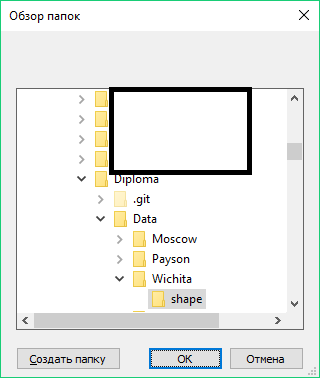 Обзор папок
Diploma
.git
Data
Moscow
Payson
Wichita
shape
Создать папку
OK
Отмена